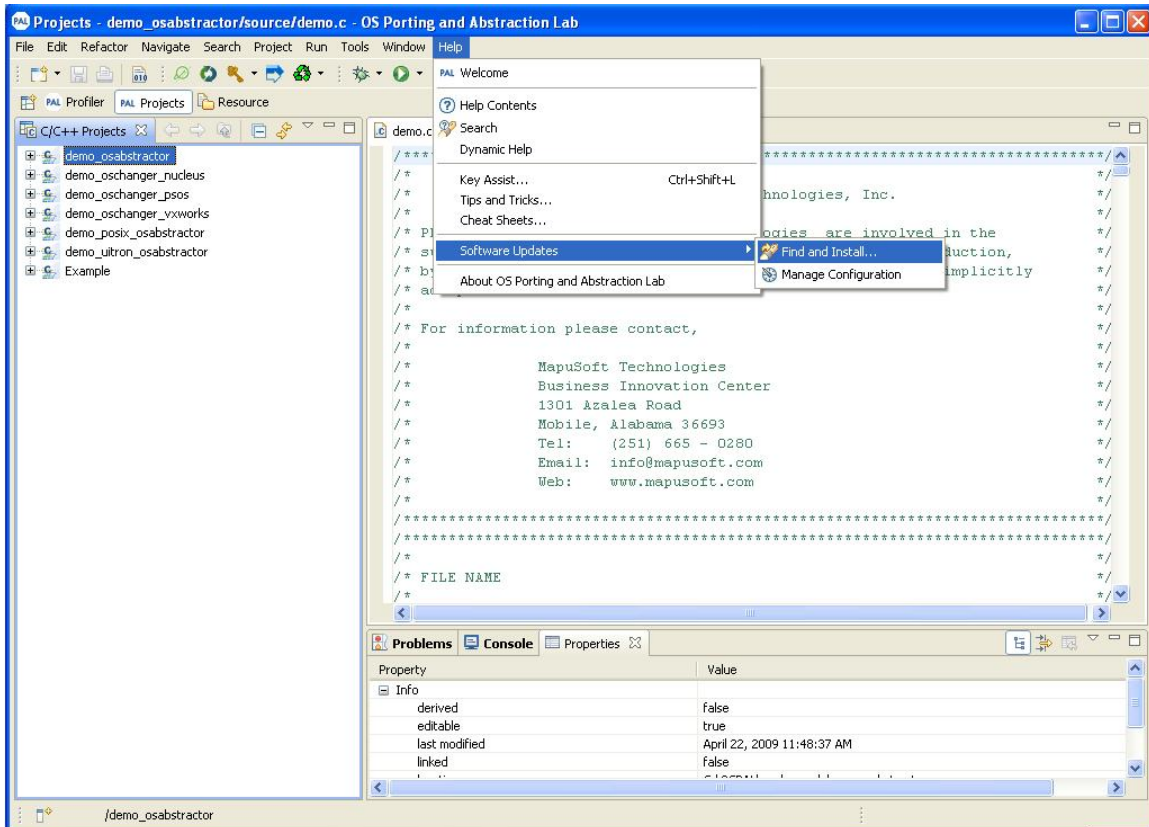 Projects - demo_osabstractor/source/demo.c - OS Porting and Abstraction Lab
File Edit Refactor Navigate Search Project Run Tools Window Help
010
PAL Profiler PAL Projects Resource
PAL Welcome
Help Contents
Search
Dynamic Help
Key Assist... Ctrl+Shift+L
Tips and Tricks...
Cheat Sheets...
Software Updates
About OS Porting and Abstraction Lab
Find and Install...
Manage Configuration
C/C++ Projects
demo_osabstractor
demo_oschanger_nucleus
demo_oschanger_psos
demo_oschanger_vxworks
demo_posix_osabstractor
demo_uitron_osabstractor
Example
demo.c
/**** ***************************************/
/* */
/* hnologies, Inc. */
/* */
/* are involved in the */
/* uction, */
/* implicitly */
/* */
/* */
/* For information please contact, */
/* */
/* MapuSoft Technologies */
/* Business Innovation Center */
/* 1301 Azalea Road */
/* Mobile, Alabama 36693 */
/* Tel: (251) 665 - 0280 */
/* Email: info@mapusoft.com */
/* Web: www.mapusoft.com */
/* */
/******************************************************************************/
/******************************************************************************/
/* */
/* FILE NAME */
/* */
Problems Console Properties
Property Value
Info
derived false
editable true
last modified April 22, 2009 11:48:37 AM
linked false
/demo_osabstractor